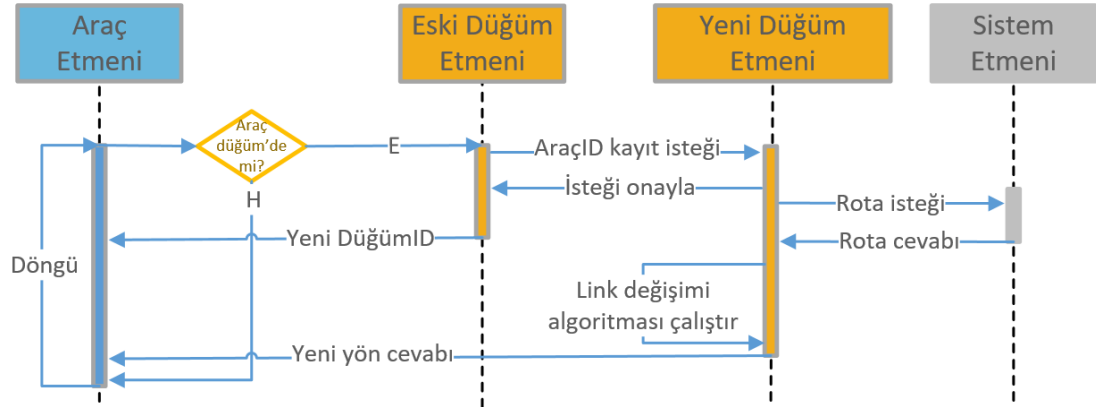 Araç
Etmeni
Eski Düğüm
Etmeni
Yeni Düğüm
Etmeni
Sistem
Etmeni
Araç
düğüm'de
mi?
E
AraçID kayıt isteği
H
İsteği onayla
Rota isteği
Yeni DüğümID
Rota cevabı
Döngü
Link değişimi
algoritması çalıştır
Yeni yön cevabı